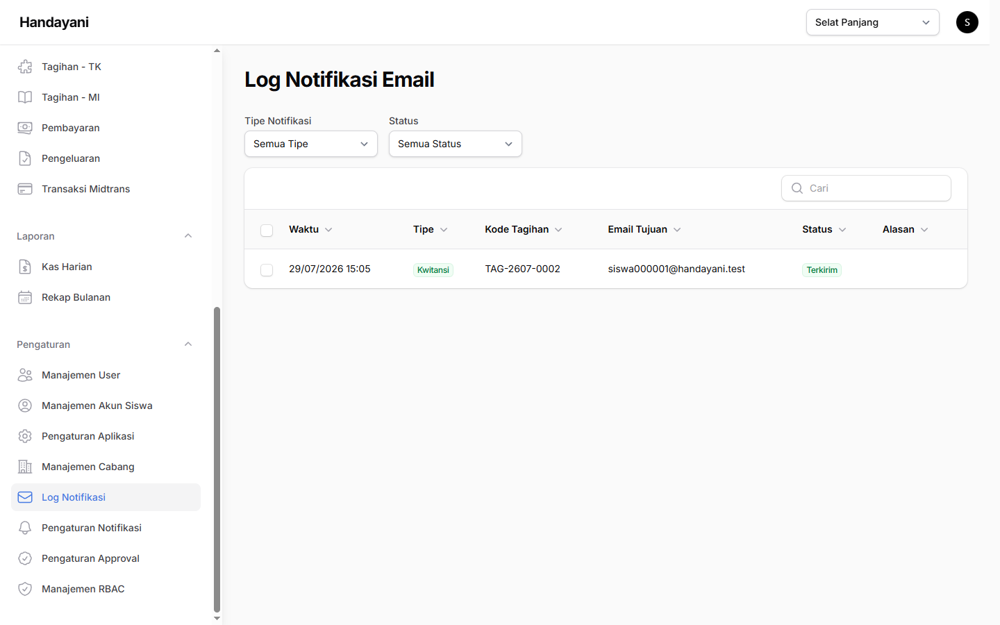 Handayani
Selat Panjang
S
Tagihan - TK
Tagihan - MI
Pembayaran
Pengeluaran
Transaksi Midtrans
Laporan
Kas Harian
Rekap Bulanan
Pengaturan
Manajemen User
Manajemen Akun Siswa
Pengaturan Aplikasi
Manajemen Cabang
Log Notifikasi
Pengaturan Notifikasi
Pengaturan Approval
Manajemen RBAC
Log Notifikasi Email
Tipe Notifikasi Status
Semua Tipe Semua Status
Cari
Waktu Tipe Kode Tagihan Email Tujuan Status Alasan
29/07/2026 15:05 Kwitansi TAG-2607-0002 siswa000001@handayani.test Terkirim